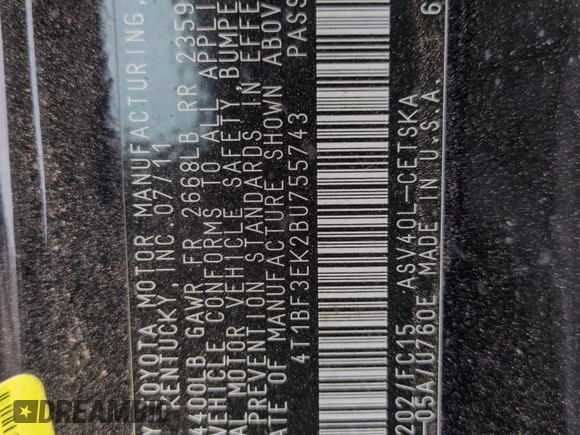 Y TOYOTA MOTOR MANUFACTURING,
KENTUCKY, INC. 07/11
4400LB GAWR FR 2668LB RR 2359
VEHICLE CONFORMS TO ALL APPLI
AL MOTOR VEHICLE SAFETY, BUMPE
PREVENTION STANDARDS IN EFFE
ATE OF MANUFACTURE SHOWN ABOV
4T1BF3EK2BU755743 PASS
202/FC15 ASV40L-CETSKA 6
-05A/U760E MADE IN U.S.A.
DREAMBID